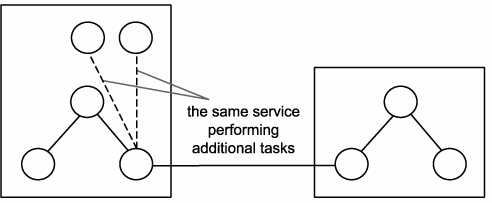 the same service
performing
additional tasks